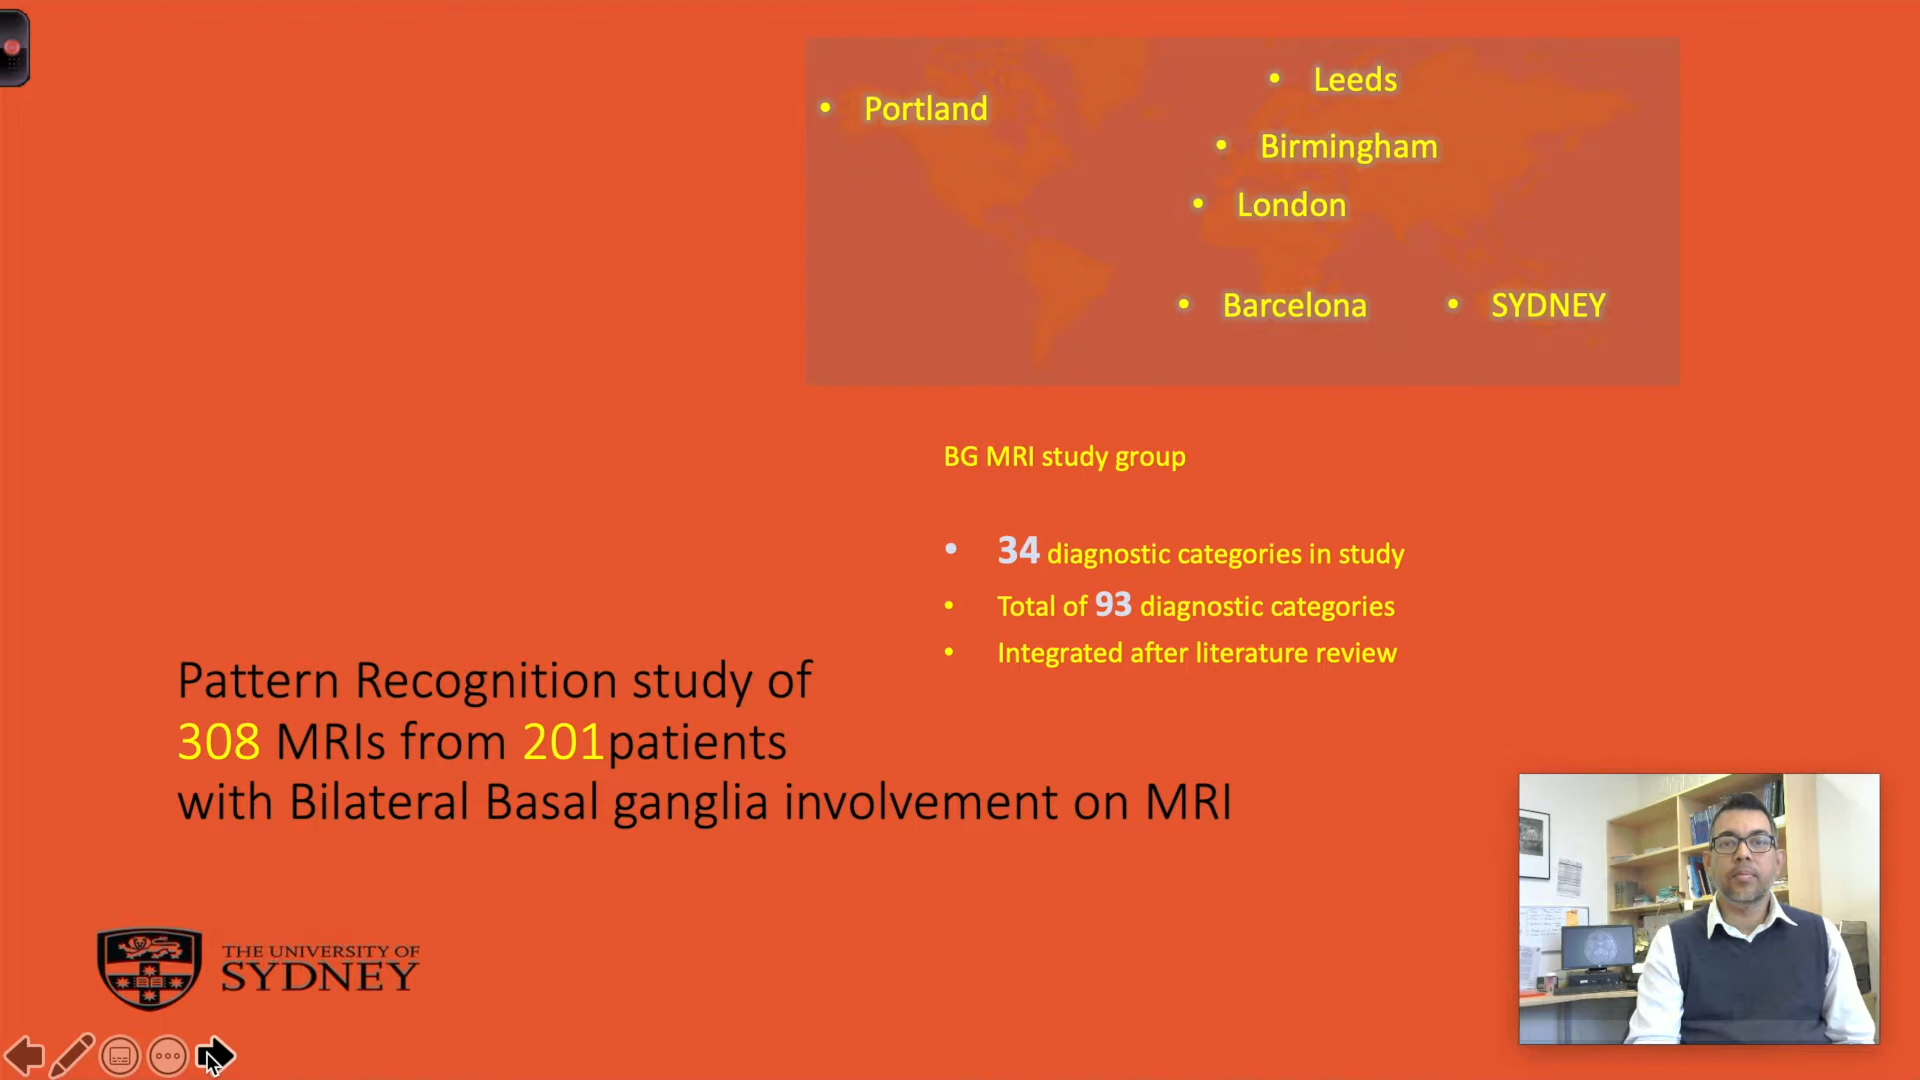 Portland
Leeds
Birmingham
London
Barcelona
SYDNEY
BG MRI study group
34 diagnostic categories in study
Total of 93 diagnostic categories
Integrated after literature review
Pattern Recognition study of
308 MRIs from 201patients
with Bilateral Basal ganglia involvement on MRI
THE UNIVERSITY OF
SYDNEY